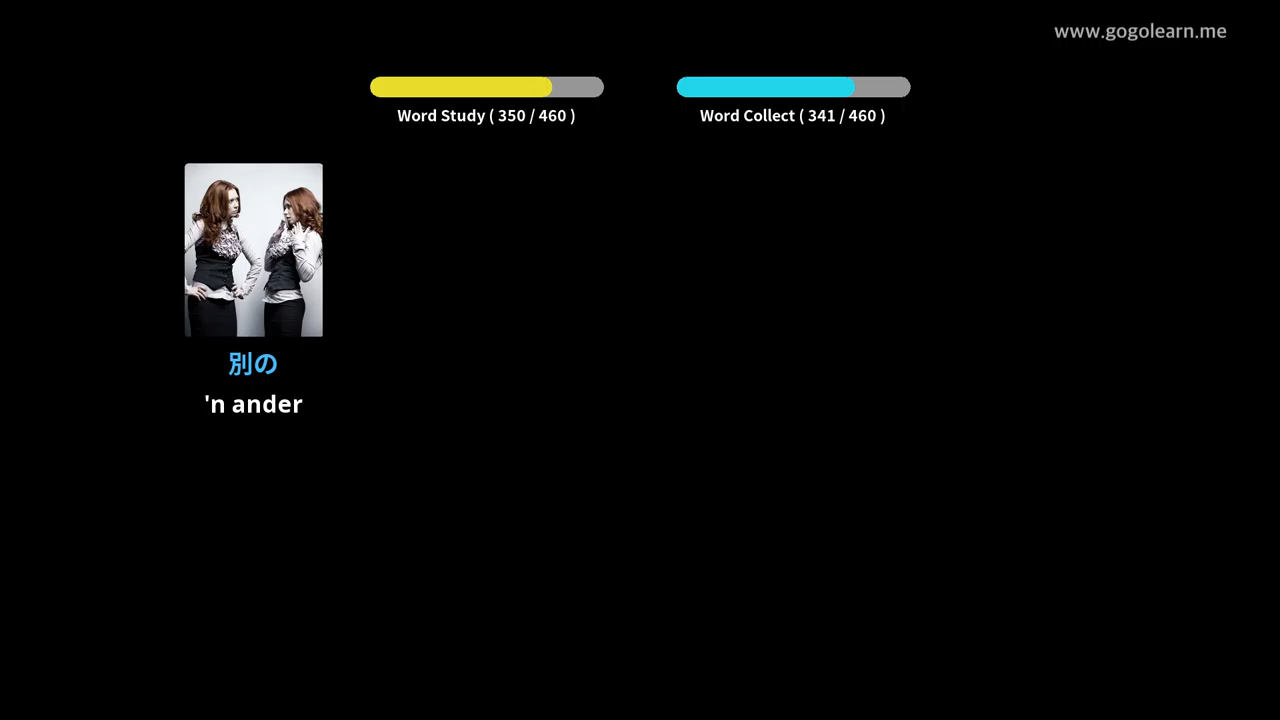 www.gogolearn.me
Word Study ( 350 / 460 )
Word Collect ( 341 / 460 )
別の
'n ander